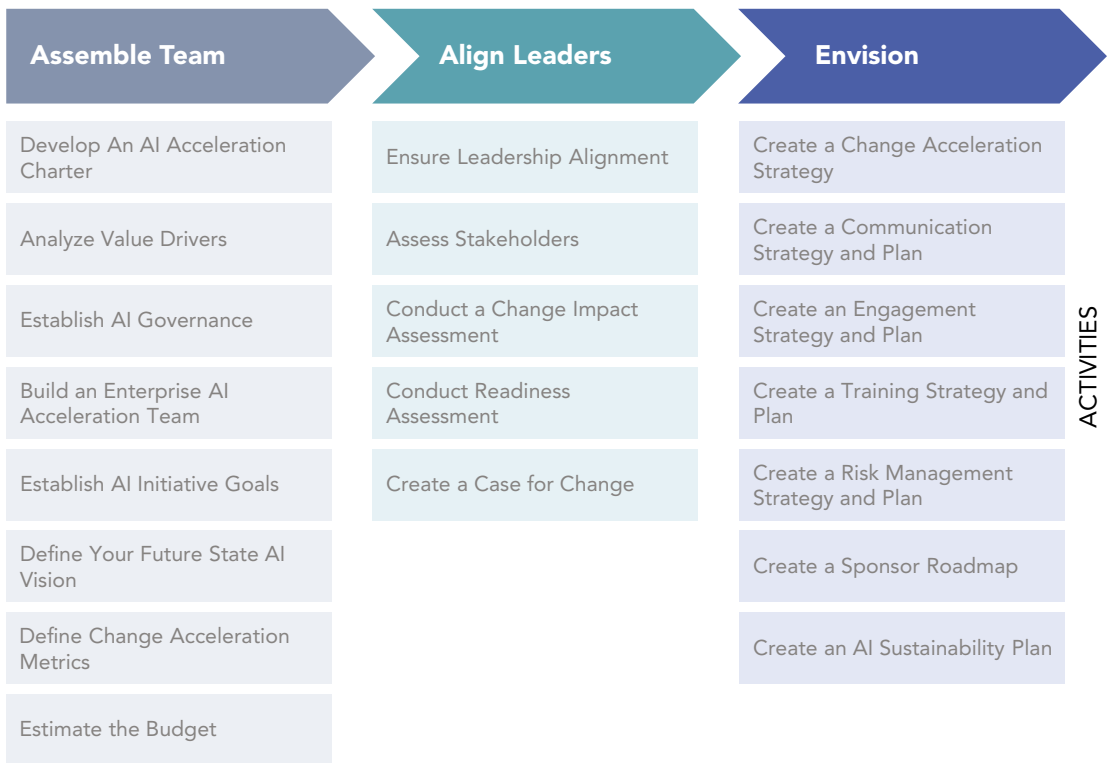 Assemble Team
Develop An AI Acceleration
Charter
Analyze Value Drivers
Establish AI Governance
Build an Enterprise AI
Acceleration Team
Establish AI Initiative Goals
Define Your Future State AI
Vision
Define Change Acceleration
Metrics
Estimate the Budget
Align Leaders
Ensure Leadership Alignment
Assess Stakeholders
Conduct a Change Impact
Assessment
Conduct Readiness
Assessment
Create a Case for Change
Envision
Create a Change Acceleration
Strategy
Create a Communication
Strategy and Plan
Create an Engagement
Strategy and Plan
Create a Training Strategy and
Plan
Create a Risk Management
Strategy and Plan
Create a Sponsor Roadmap
Create an AI Sustainability Plan
ACTIVITIES